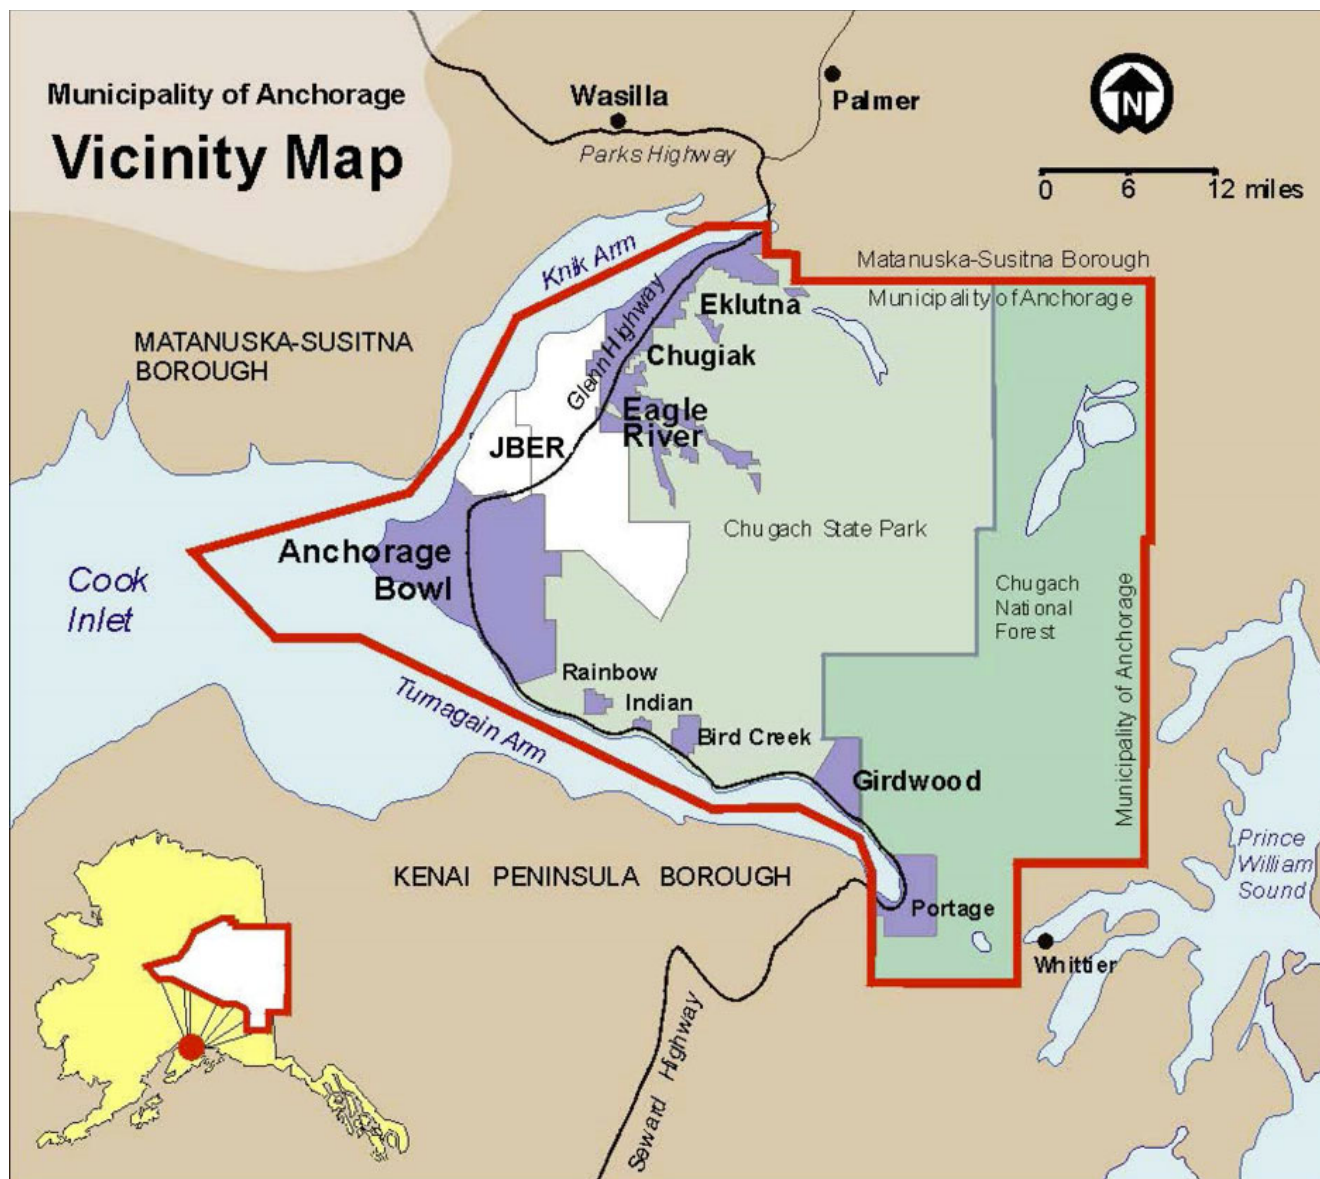 Municipality of Anchorage
Vicinity Map
Wasilla
Palmer
Parks Highway
N
0 6 12 miles
Knik Arm
Matanuska-Susitna Borough
Municipality of Anchorage
MATANUSKA-SUSITNA
BOROUGH
Glenn Highway
Eklutna
Chugiak
Eagle
River
JBER
Chugach State Park
Anchorage
Bowl
Cook
Inlet
Chugach
National
Forest
Municipality of Anchorage
Rainbow
Indian
Bird Creek
Turnagain Arm
Girdwood
KENAI PENINSULA BOROUGH
Prince
William
Sound
Portage
Whittier
Seward Highway